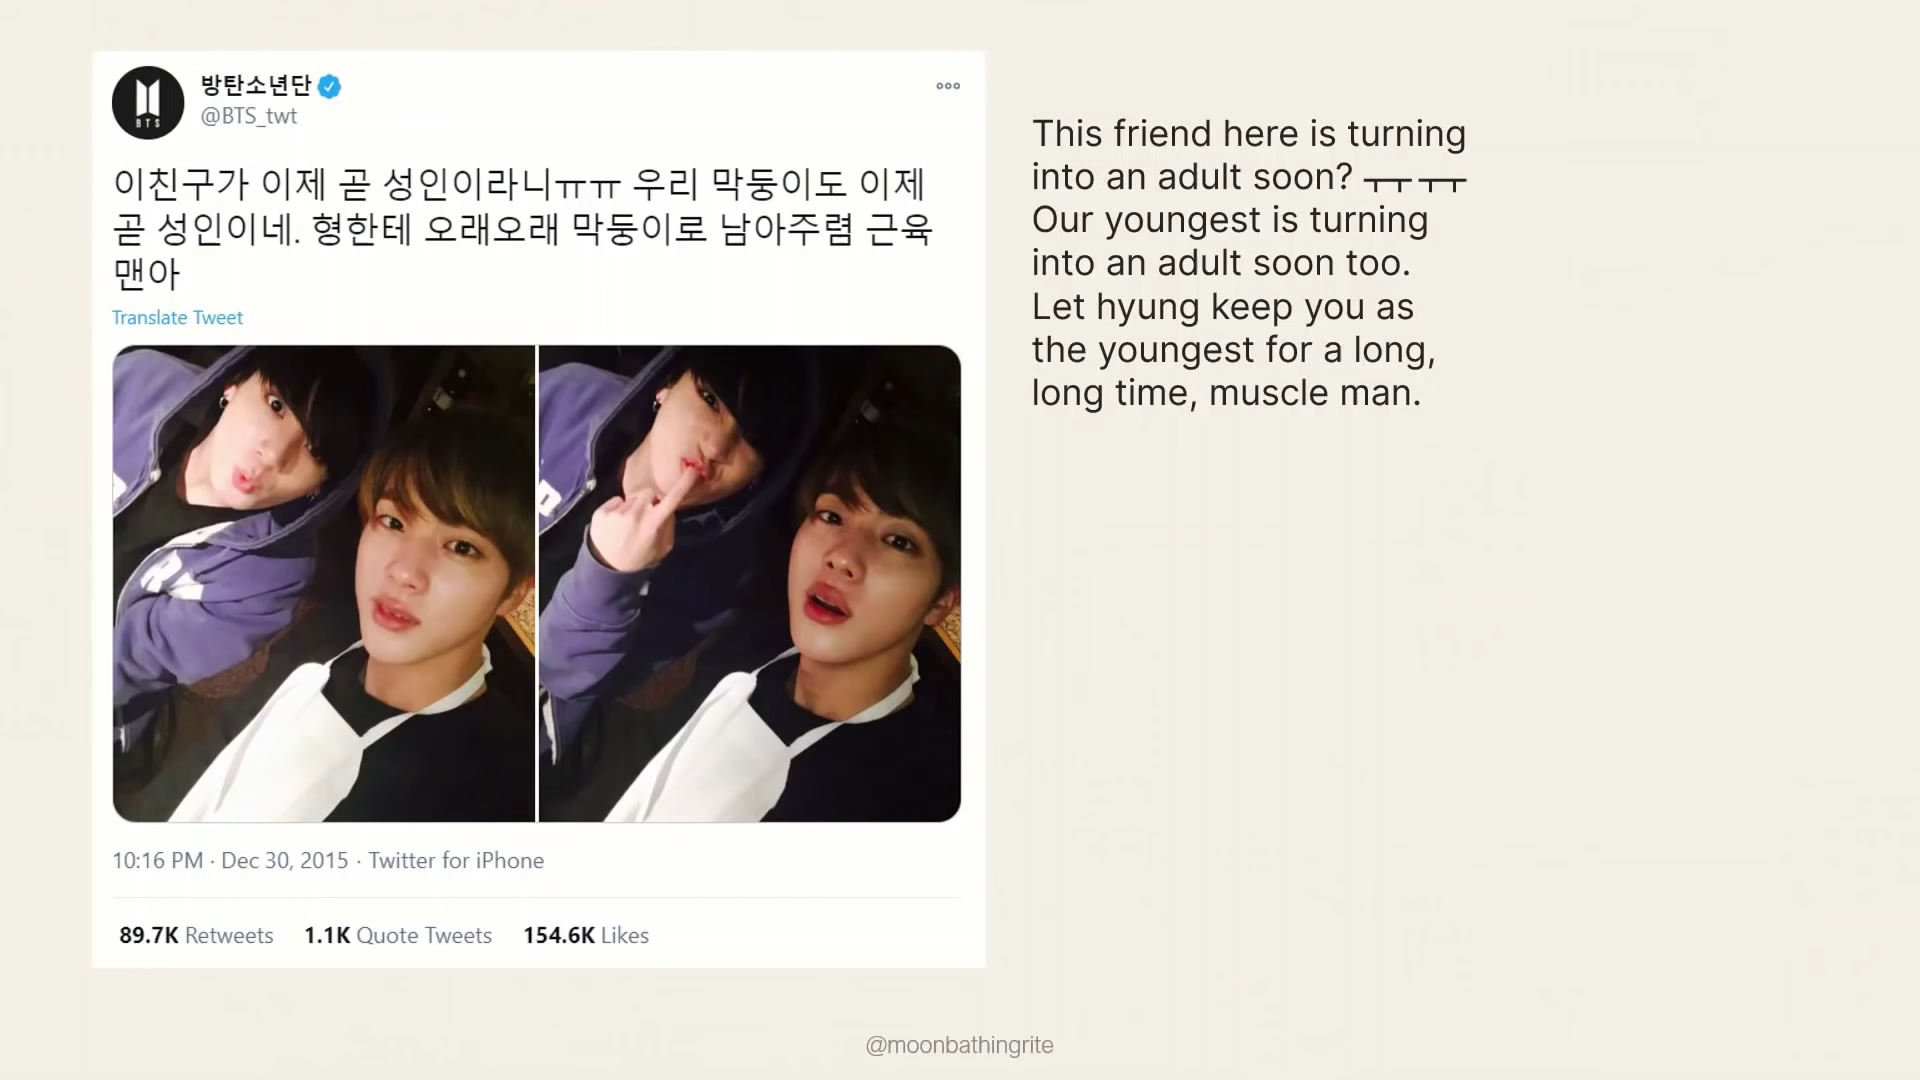 방탄소년단
@BTS_twt
BTS
이친구가 이제 곧 성인이라니ㅠㅠ 우리 막둥이도 이제
곧 성인이네. 형한테 오래오래 막둥이로 남아주렴 근육
맨아
Translate Tweet
10:16 PM · Dec 30, 2015 · Twitter for iPhone
89.7K Retweets 1.1K Quote Tweets 154.6K Likes
This friend here is turning
into an adult soon? ㅜㅜ ㅜㅜ
Our youngest is turning
into an adult soon too.
Let hyung keep you as
the youngest for a long,
long time, muscle man.
@moonbathingrite